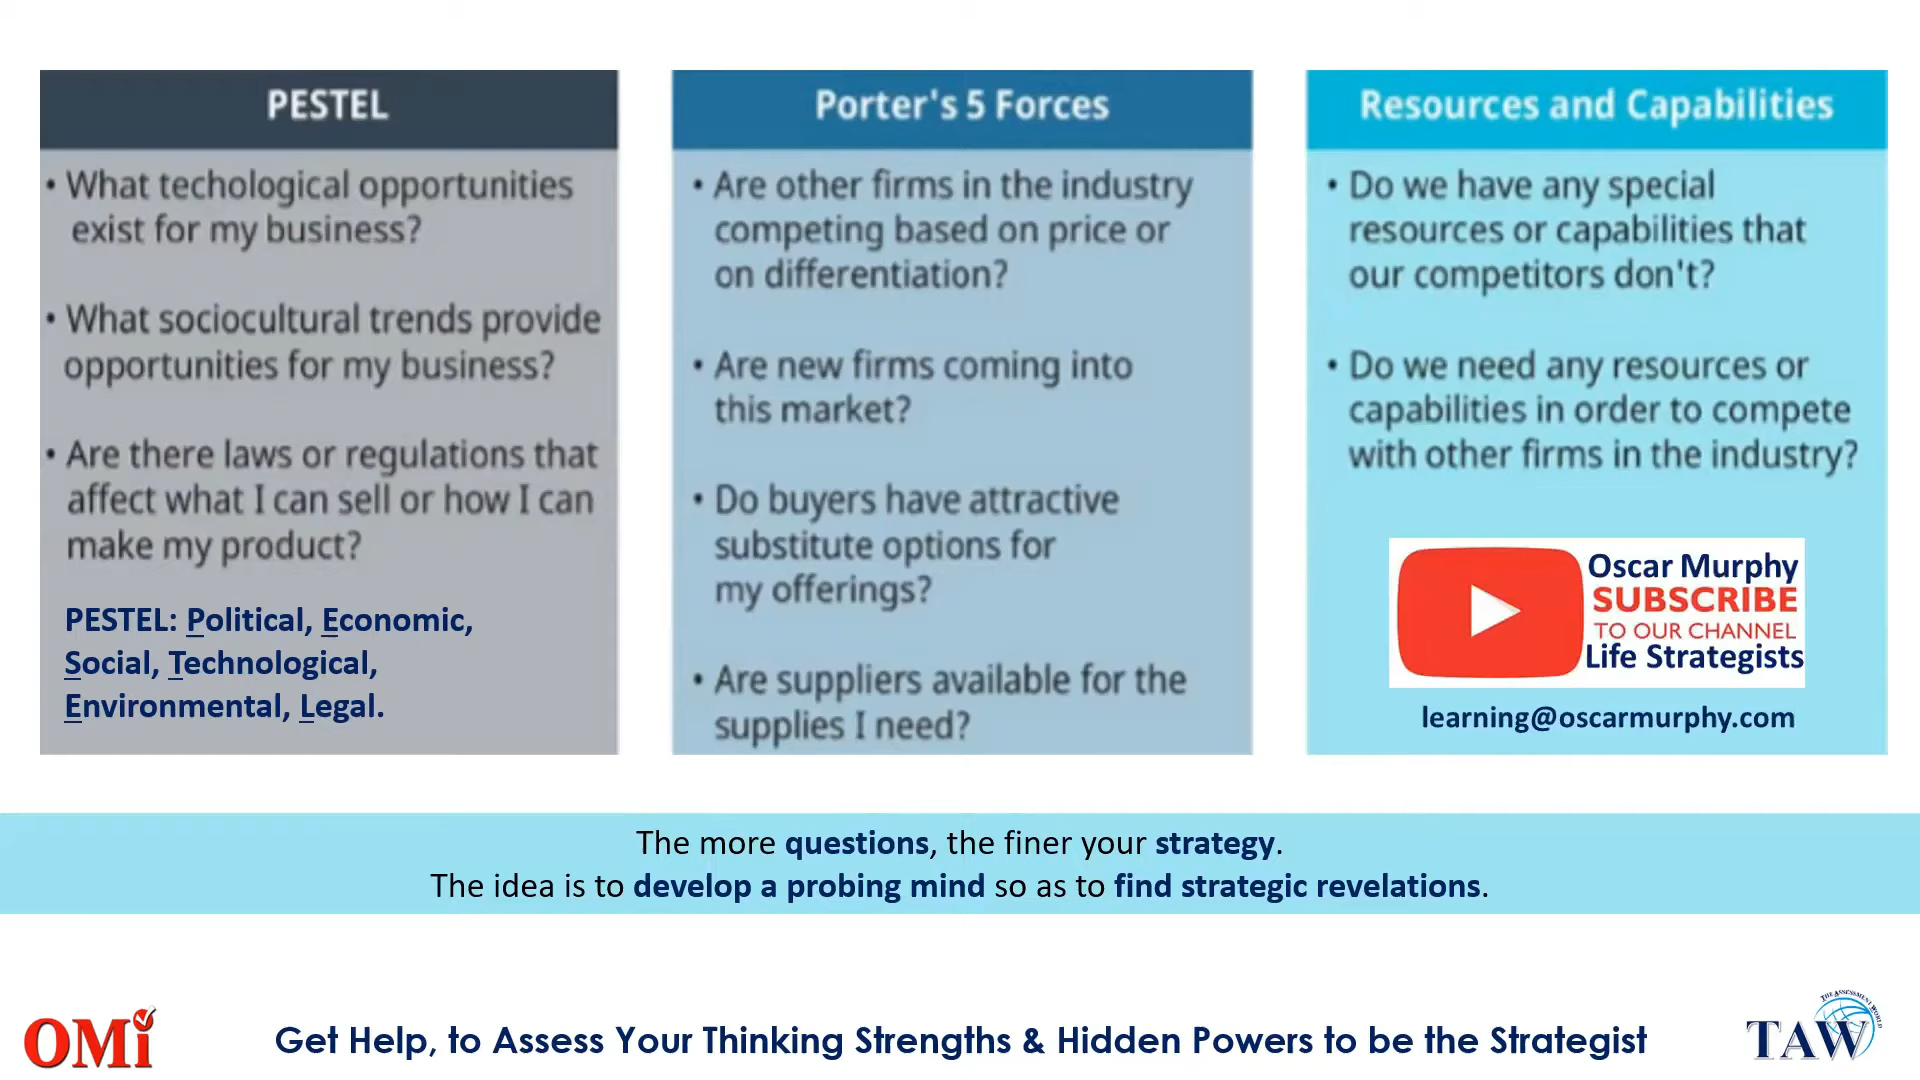 PESTEL
• What techological opportunities
exist for my business?
• What sociocultural trends provide
opportunities for my business?
• Are there laws or regulations that
affect what I can sell or how I can
make my product?
PESTEL: Political, Economic,
Social, Technological,
Environmental, Legal.
Porter's 5 Forces
• Are other firms in the industry
competing based on price or
on differentiation?
• Are new firms coming into
this market?
• Do buyers have attractive
substitute options for
my offerings?
• Are suppliers available for the
supplies I need?
Resources and Capabilities
• Do we have any special
resources or capabilities that
our competitors don't?
• Do we need any resources or
capabilities in order to compete
with other firms in the industry?
Oscar Murphy
SUBSCRIBE
TO OUR CHANNEL
Life Strategists
learning@oscarmurphy.com
The more questions, the finer your strategy.
The idea is to develop a probing mind so as to find strategic revelations.
OMi
Get Help, to Assess Your Thinking Strengths & Hidden Powers to be the Strategist
THE ASSESSMENT WORLD
TAW